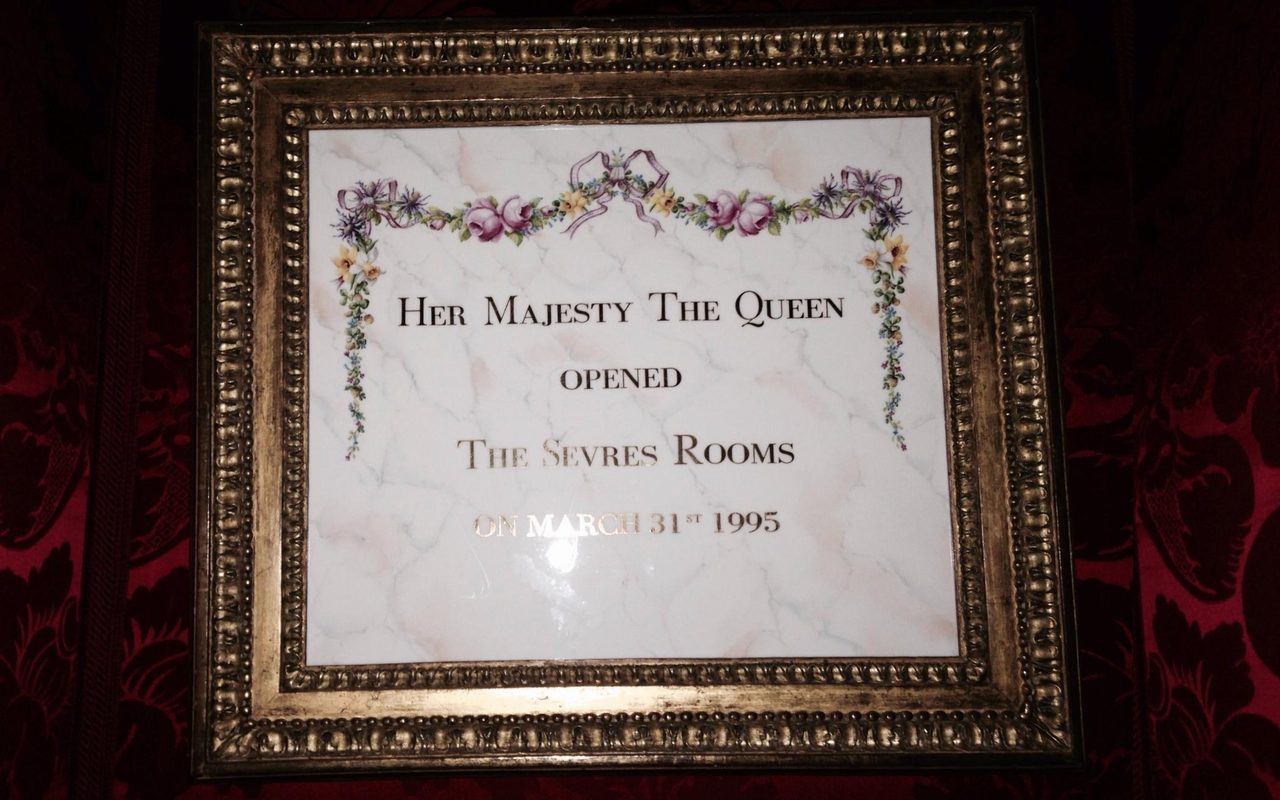 Her Majesty The Queen
opened
The Sevres Rooms
on March 31st 1995